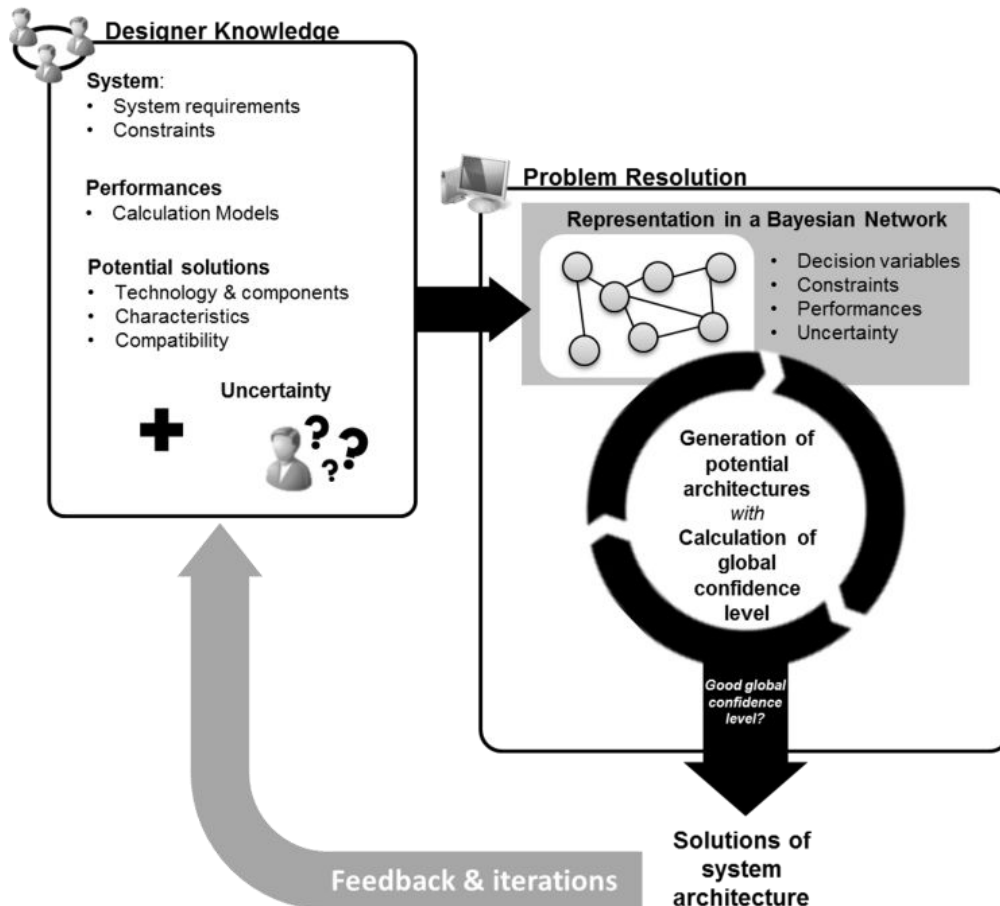 Designer Knowledge
System:
• System requirements
• Constraints
Performances
• Calculation Models
Potential solutions
• Technology & components
• Characteristics
• Compatibility
Uncertainty
? ? ? ?
Problem Resolution
Representation in a Bayesian Network
• Decision variables
• Constraints
• Performances
• Uncertainty
Generation of
potential
architectures
with
Calculation of
global
confidence
level
Good global
confidence
level?
Solutions of
system
architecture
Feedback & iterations